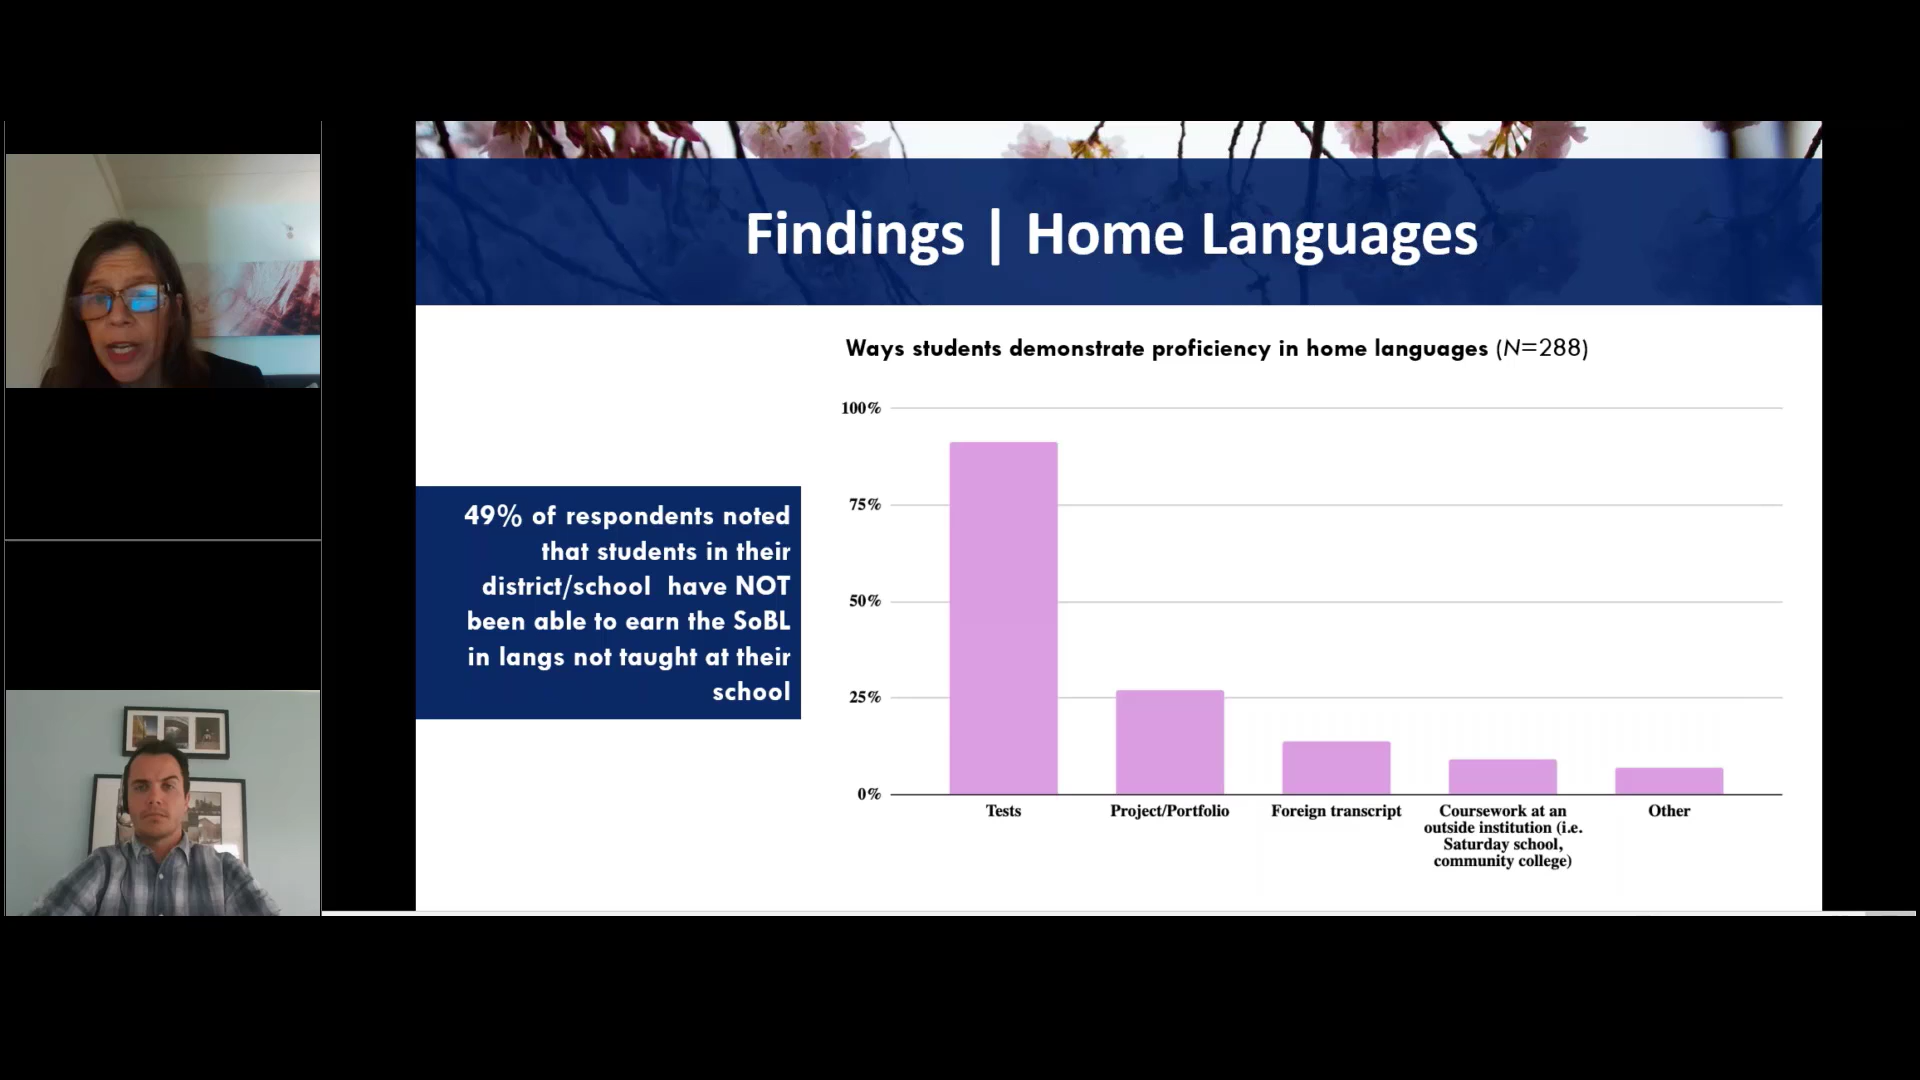 Findings | Home Languages
Ways students demonstrate proficiency in home languages (N=288)
49% of respondents noted
that students in their
district/school have NOT
been able to earn the SoBL
in langs not taught at their
school
100%
75%
50%
25%
0%
Tests
Project/Portfolio
Foreign transcript
Coursework at an
outside institution (i.e.
Saturday school,
community college)
Other